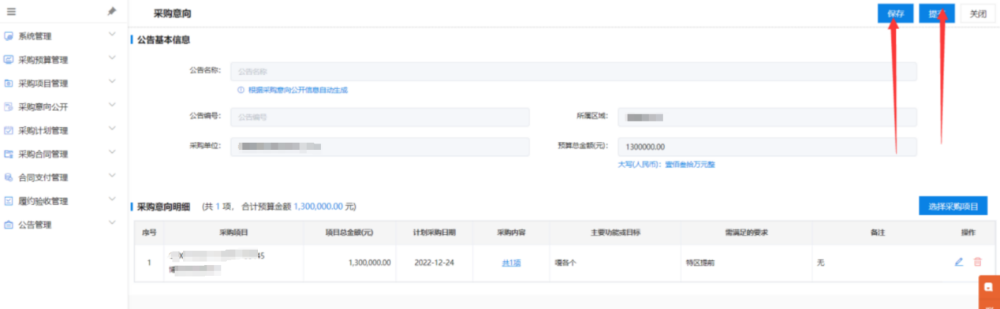 采购意向
保存
关闭
系统管理
采购预算管理
采购项目管理
采购意向公开
采购计划管理
采购合同管理
合同支付管理
履约验收管理
公告管理
公告基本信息
公告名称: 公告名称
根据采购意向公开信息自动生成
公告编号: 公告编号 所属区域:
采购单位: 预算总金额(元): 1300000.00
大写(人民币): 壹佰叁拾万元整
采购意向明细 (共 1 项, 合计预算金额 1,300,000.00 元) 选择采购项目
序号 采购项目 项目总金额(元) 计划采购日期 采购内容 主要功能或目标 需满足的要求 备注 操作
1 45 1,300,000.00 2022-12-24 共1项 嘎各个 特区提前 无